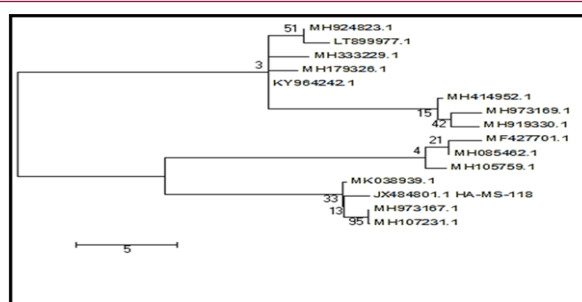 51
MH924823.1
LT899977.1
MH333229.1
3
MH179326.1
KY964242.1
MH414952.1
15
MH973169.1
42
MH919330.1
21
MF427701.1
4
MH085462.1
MH105759.1
MK038939.1
33
JX484801.1 HA-MS-118
13
MH973167.1
95
MH107231.1
5